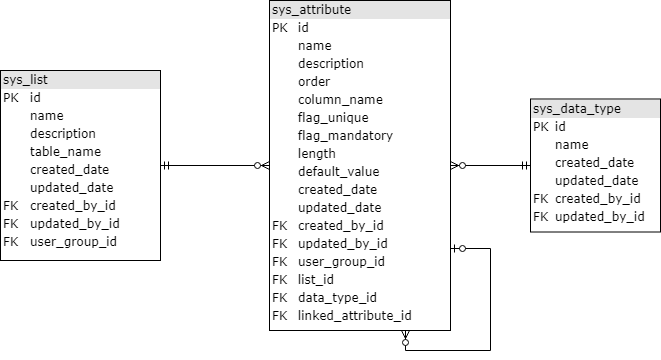 sys_list
PK id
name
description
table_name
created_date
updated_date
FK created_by_id
FK updated_by_id
FK user_group_id
sys_attribute
PK id
name
description
order
column_name
flag_unique
flag_mandatory
length
default_value
created_date
updated_date
FK created_by_id
FK updated_by_id
FK user_group_id
FK list_id
FK data_type_id
FK linked_attribute_id
sys_data_type
PK id
name
created_date
updated_date
FK created_by_id
FK updated_by_id